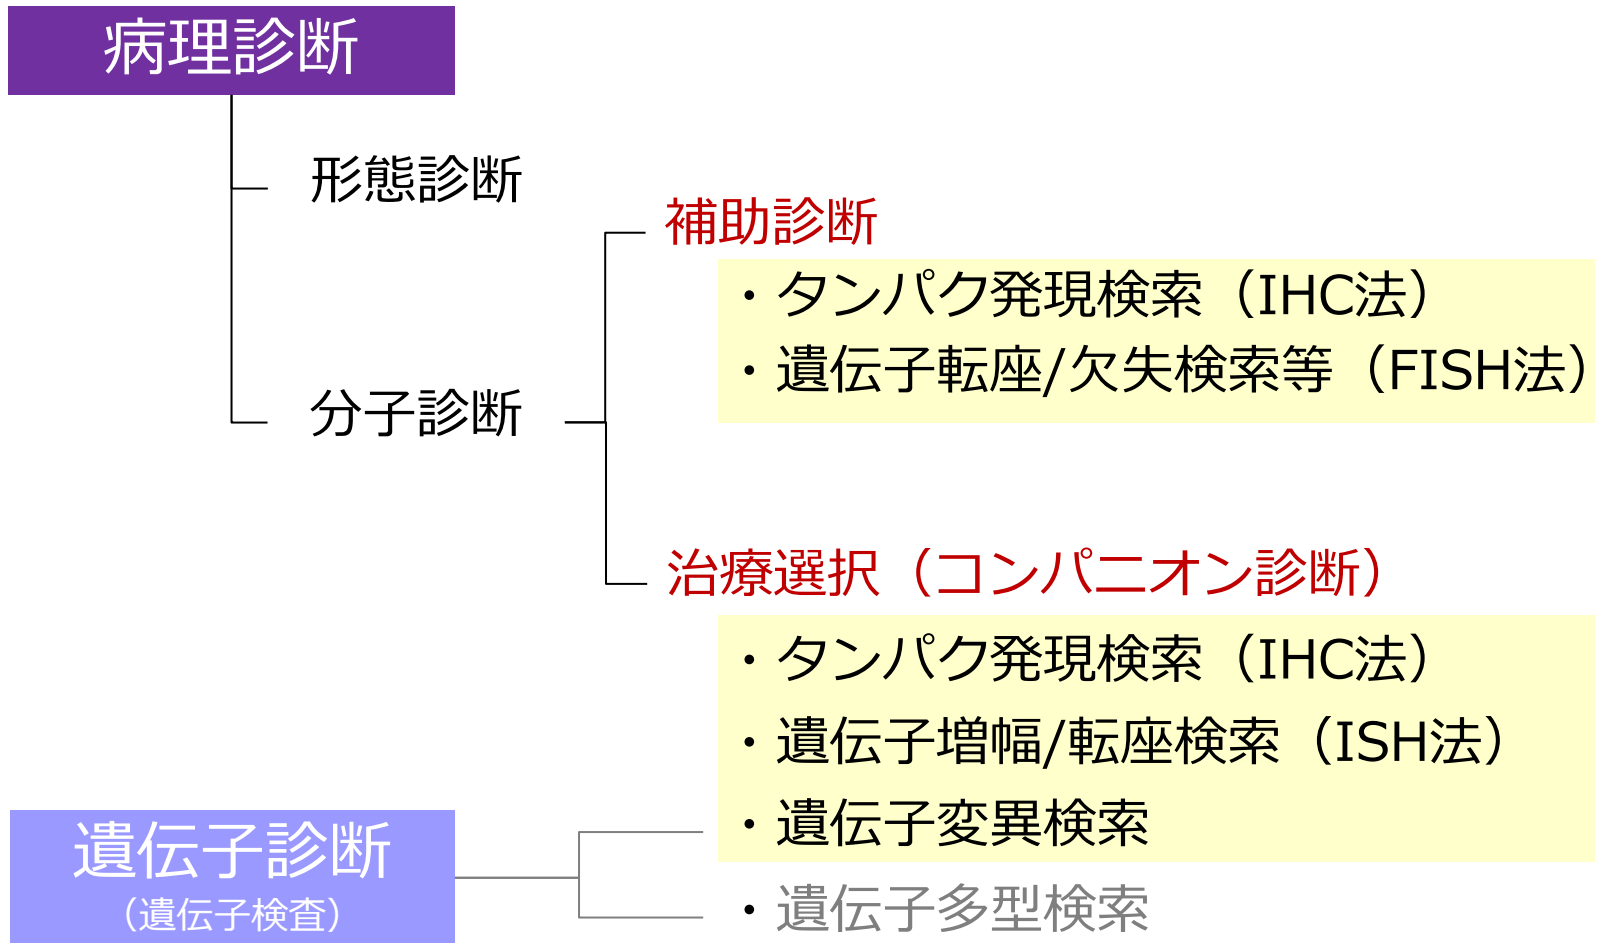 病理診断
形態診断
分子診断
補助診断
・タンパク発現検索（IHC法）
・遺伝子転座/欠失検索等（FISH法）
治療選択（コンパニオン診断）
・タンパク発現検索（IHC法）
・遺伝子増幅/転座検索（ISH法）
・遺伝子変異検索
・遺伝子多型検索
遺伝子診断
（遺伝子検査）